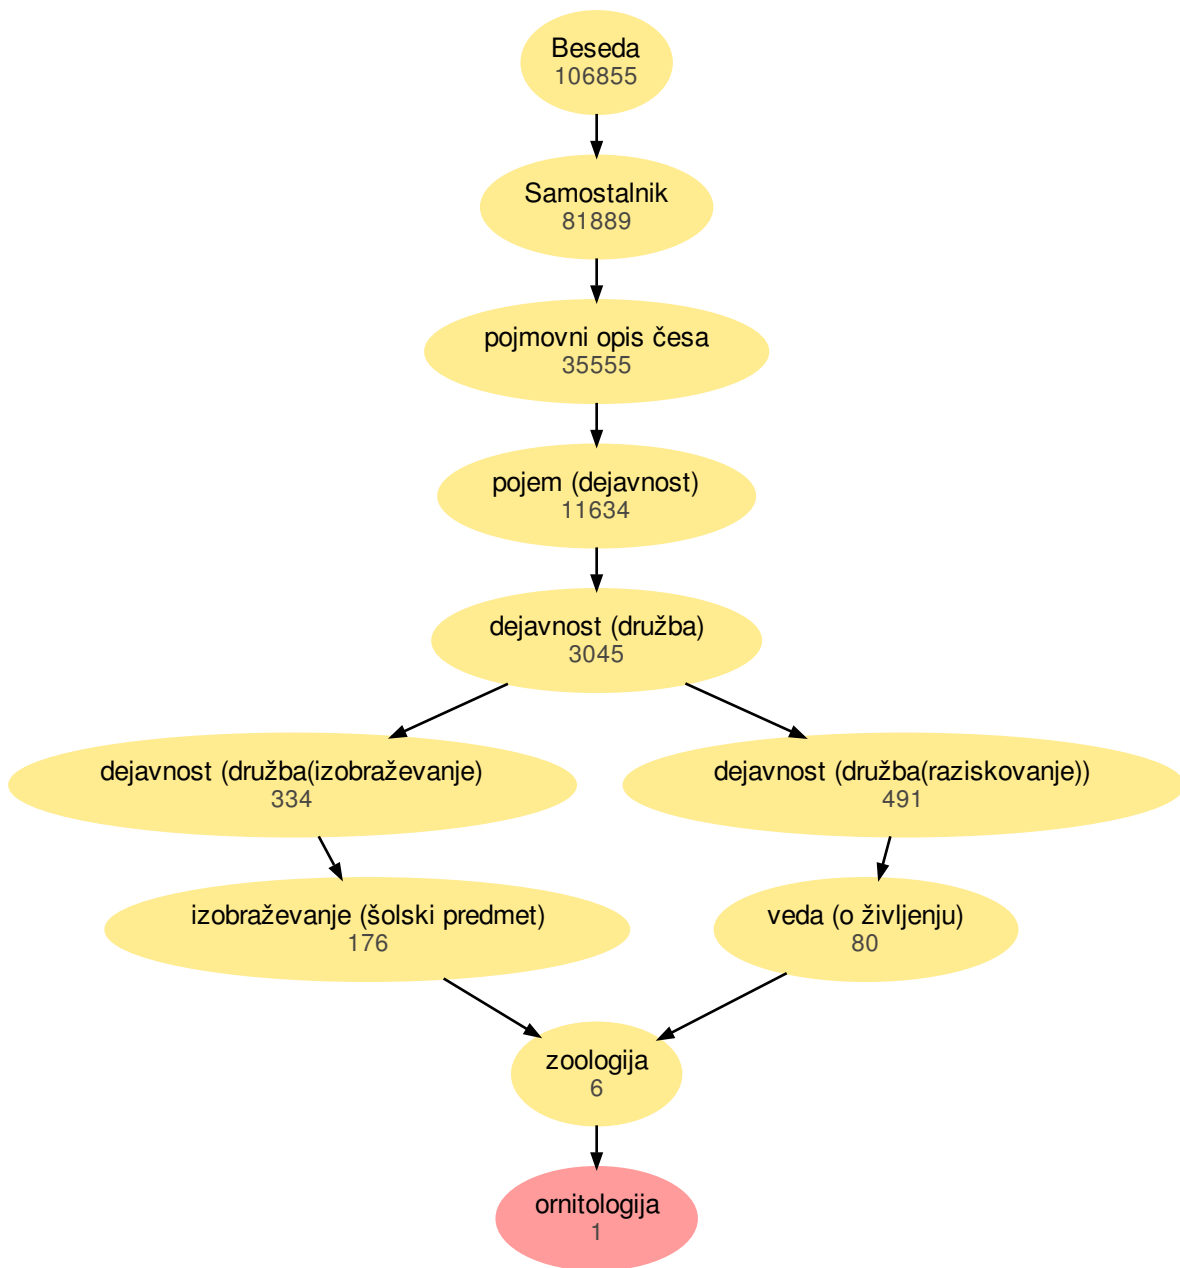 Beseda
106855
Samostalnik
81889
pojmovni opis česa
35555
pojem (dejavnost)
11634
dejavnost (družba)
3045
dejavnost (družba(izobraževanje)
334
dejavnost (družba(raziskovanje))
491
izobraževanje (šolski predmet)
176
veda (o življenju)
80
zoologija
6
ornitologija
1